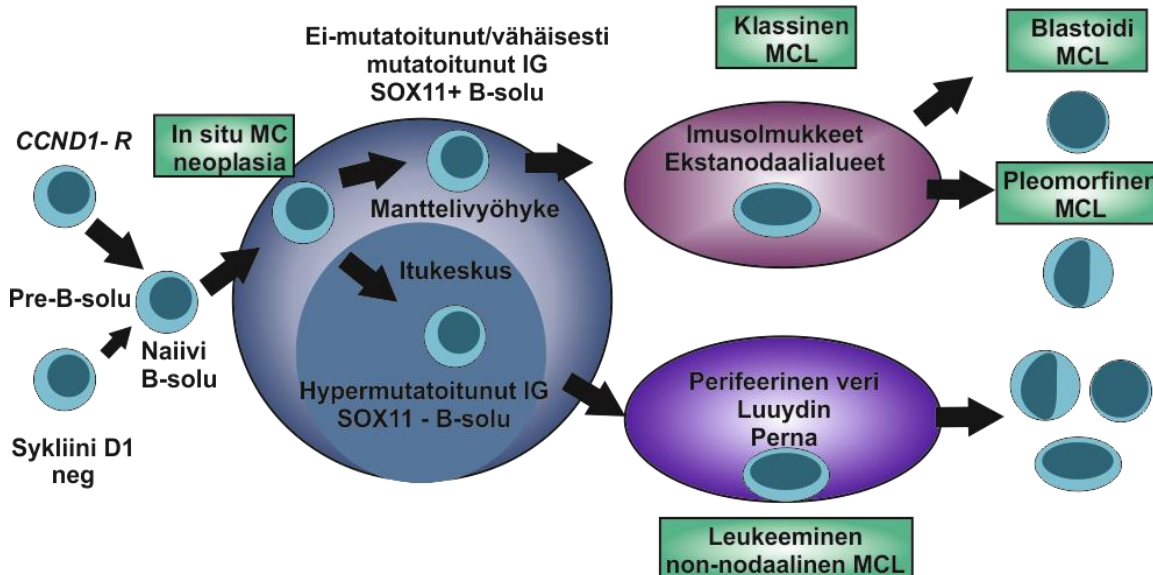 CCND1- R
Pre-B-solu
Sykliini D1
neg
Naiivi
B-solu
In situ MC
neoplasia
Ei-mutatoitunut/vähäisesti
mutatoitunut IG
SOX11+ B-solu
Manttelivyöhyke
Itukeskus
Hypermutatoitunut IG
SOX11 - B-solu
Klassinen
MCL
Imusolmukkeet
Ekstanodaalialueet
Blastoidi
MCL
Pleomorfinen
MCL
Perifeerinen veri
Luuydin
Perna
Leukeeminen
non-nodaalinen MCL